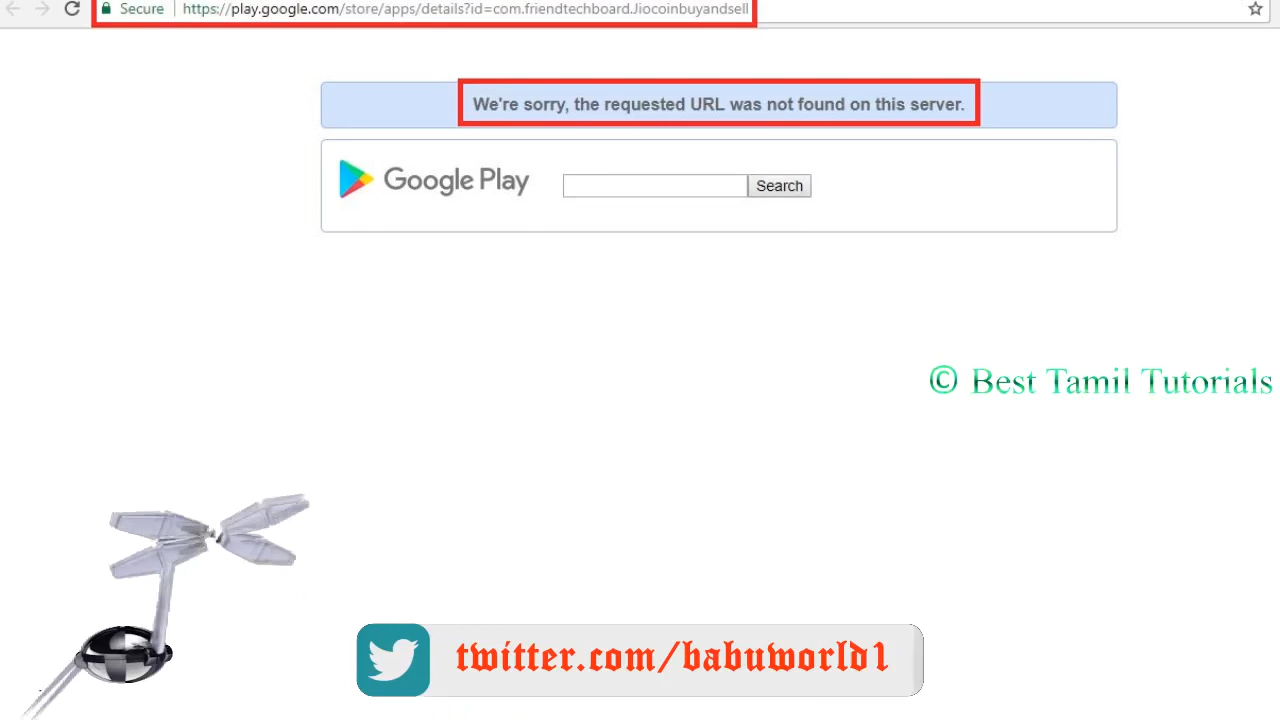 Secure https://play.google.com/store/apps/details?id=com.friendtechboard.Jiocoinbuyandsell
We're sorry, the requested URL was not found on this server.
Google Play Search
© Best Tamil Tutorials
twitter.com/babuworld1